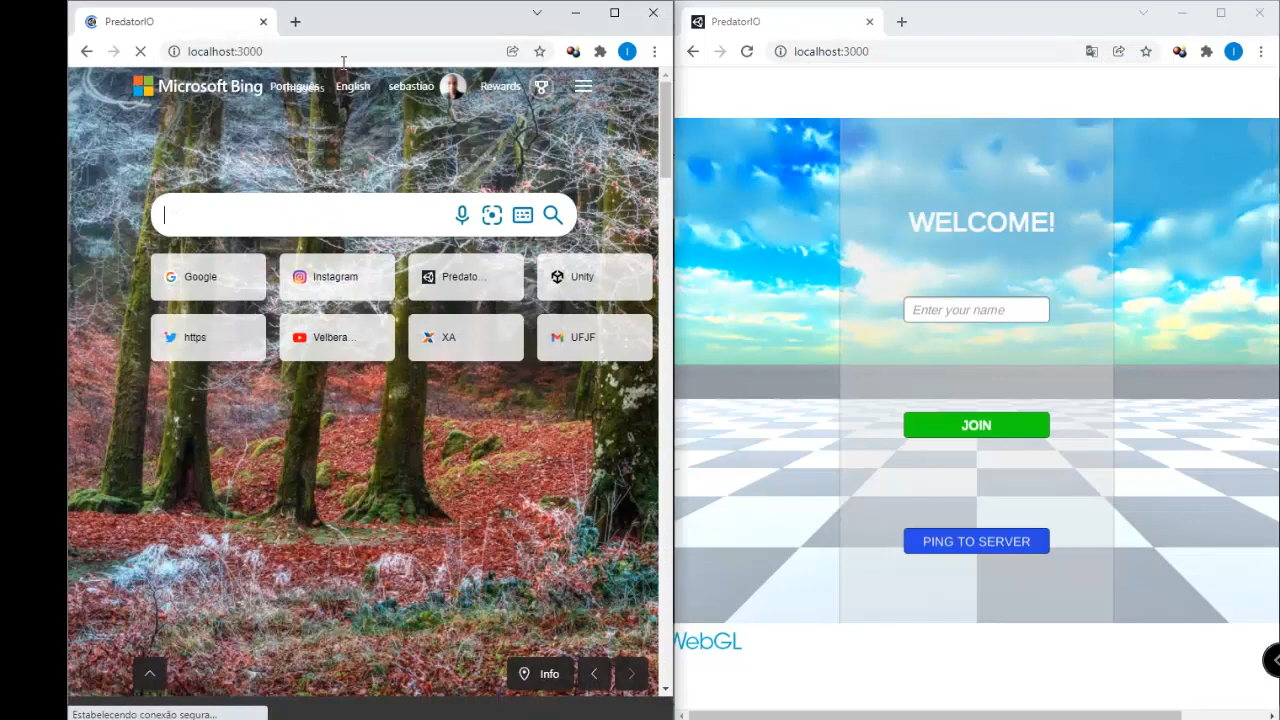 PredatorIO
localhost:3000
Microsoft Bing
Português
English
sebastiao
Rewards
Google
Instagram
Predato...
Unity
https
Velbera...
XA
UFJF
Info
Estabelecendo conexão segura...
PredatorIO
localhost:3000
I
I
WELCOME!
Enter your name
JOIN
PING TO SERVER
WebGL